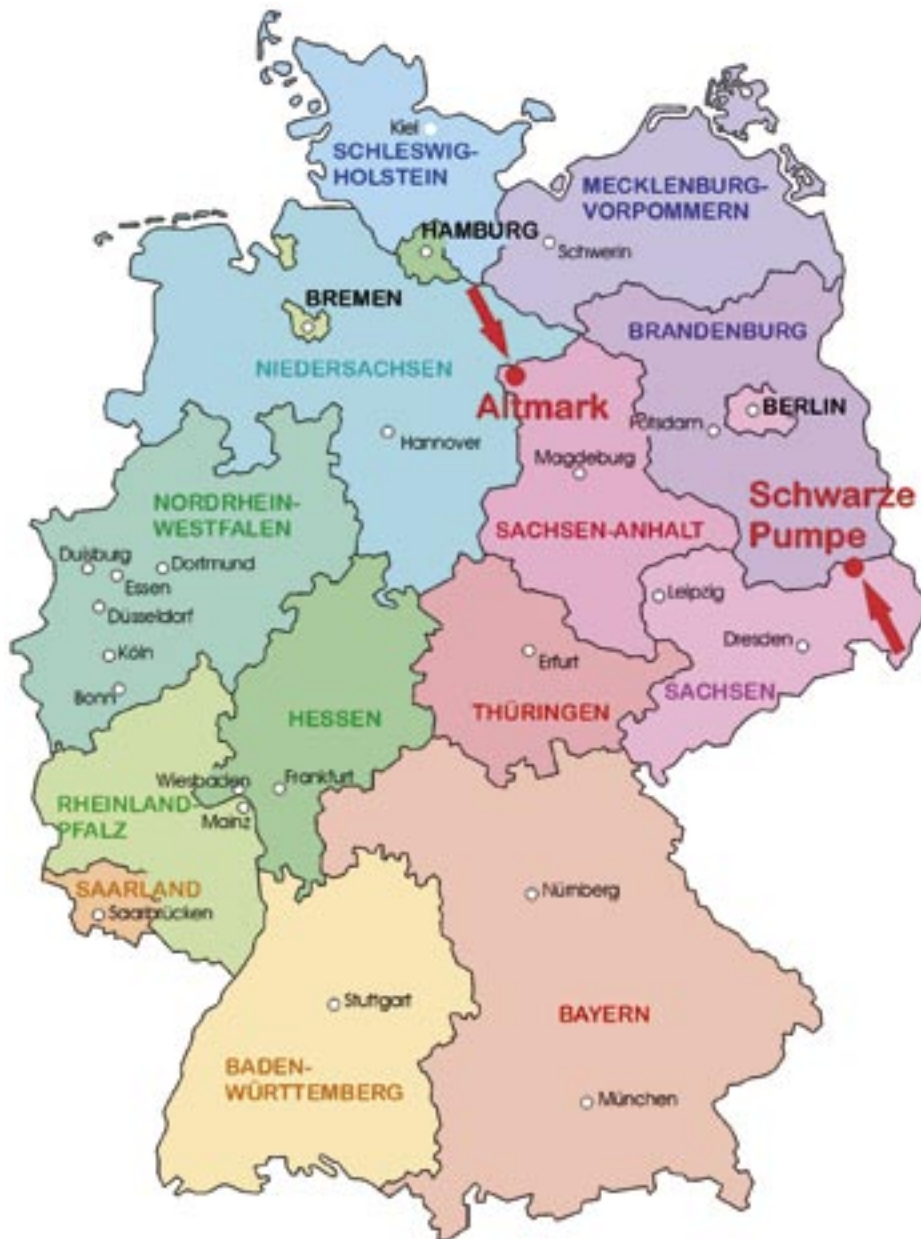 Kiel
SCHLESWIG-
HOLSTEIN
MECKLENBURG-
VORPOMMERN
HAMBURG
Schwerin
BREMEN
BRANDENBURG
NIEDERSACHSEN
Altmark
BERLIN
Potsdam
Hannover
Magdeburg
NORDRHEIN-
WESTFALEN
Schwarze
Pumpe
SACHSEN-ANHALT
Duisburg
Dortmund
Essen
Düsseldorf
Leipzig
Köln
Erfurt
Dresden
Bonn
SACHSEN
HESSEN
THÜRINGEN
Wiesbaden
Frankfurt
RHEINLAND-
PFALZ
Mainz
SAARLAND
Saarbrücken
Nürnberg
Stuttgart
BAYERN
BADEN-
WÜRTTEMBERG
München